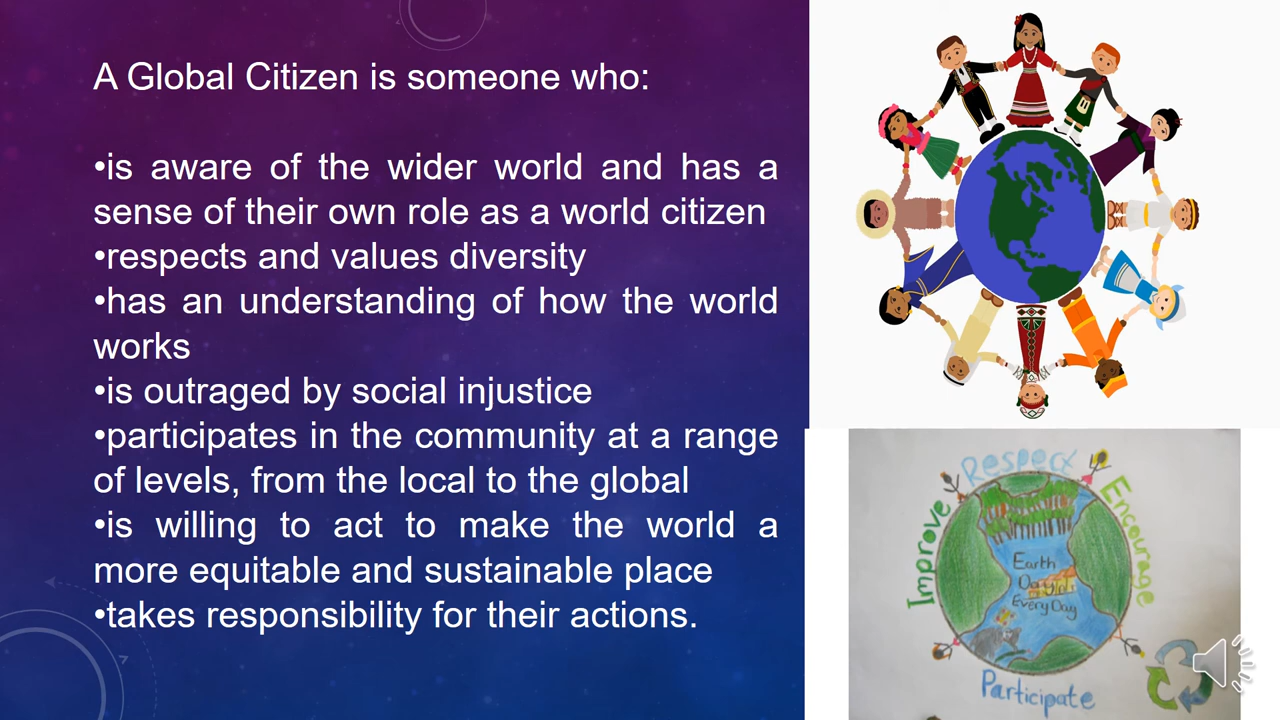 A Global Citizen is someone who:
•is aware of the wider world and has a
sense of their own role as a world citizen
•respects and values diversity
•has an understanding of how the world
works
•is outraged by social injustice
•participates in the community at a range
of levels, from the local to the global
•is willing to act to make the world a
more equitable and sustainable place
•takes responsibility for their actions.
Respect
Encourage
Improve
Earth
Day
Every Day
Participate